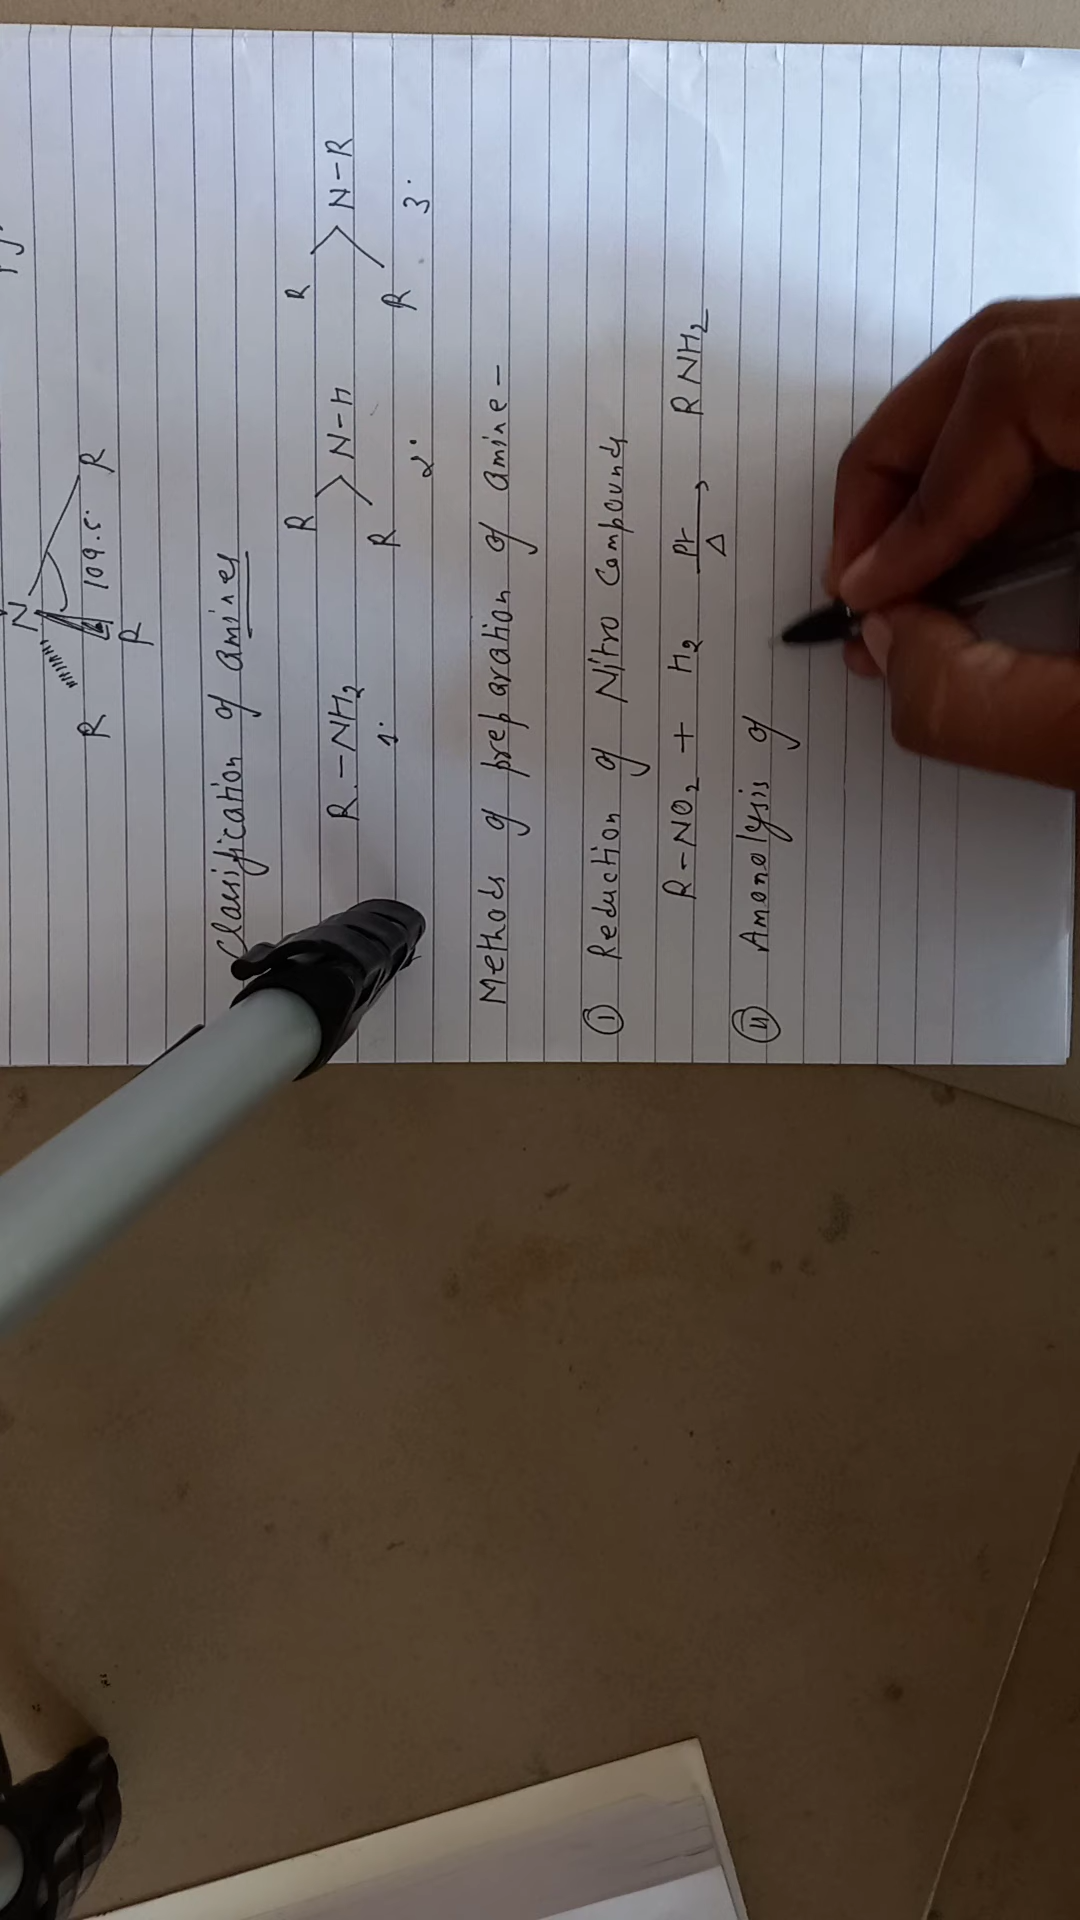 N
R 109.5 R
R
Classification of amines
R R
R-NH2 N-H N-R
R R
1° 2° 3°
Methods of preparation of amine-
(i) Reduction of Nitro Compounds
R-NO2 + H2 Pt → RNH2
Δ
(ii) Amonolysis of